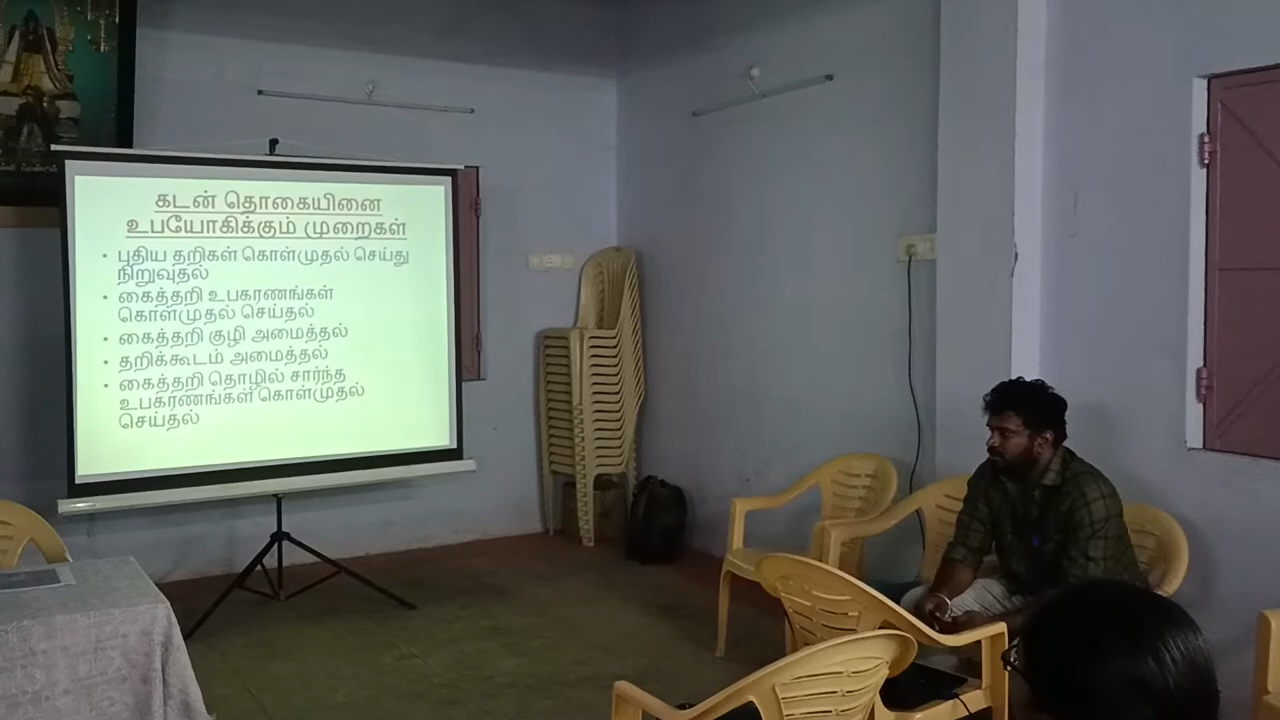 கடன் தொகையினை
உபயோகிக்கும் முறைகள்
• புதிய தறிகள் கொள்முதல் செய்து
நிறுவுதல்
• கைத்தறி உபகரணங்கள்
கொள்முதல் செய்தல்
• கைத்தறி குழி அமைத்தல்
• தறிக்கூடம் அமைத்தல்
• கைத்தறி தொழில் சார்ந்த
உபகரணங்கள் கொள்முதல்
செய்தல்